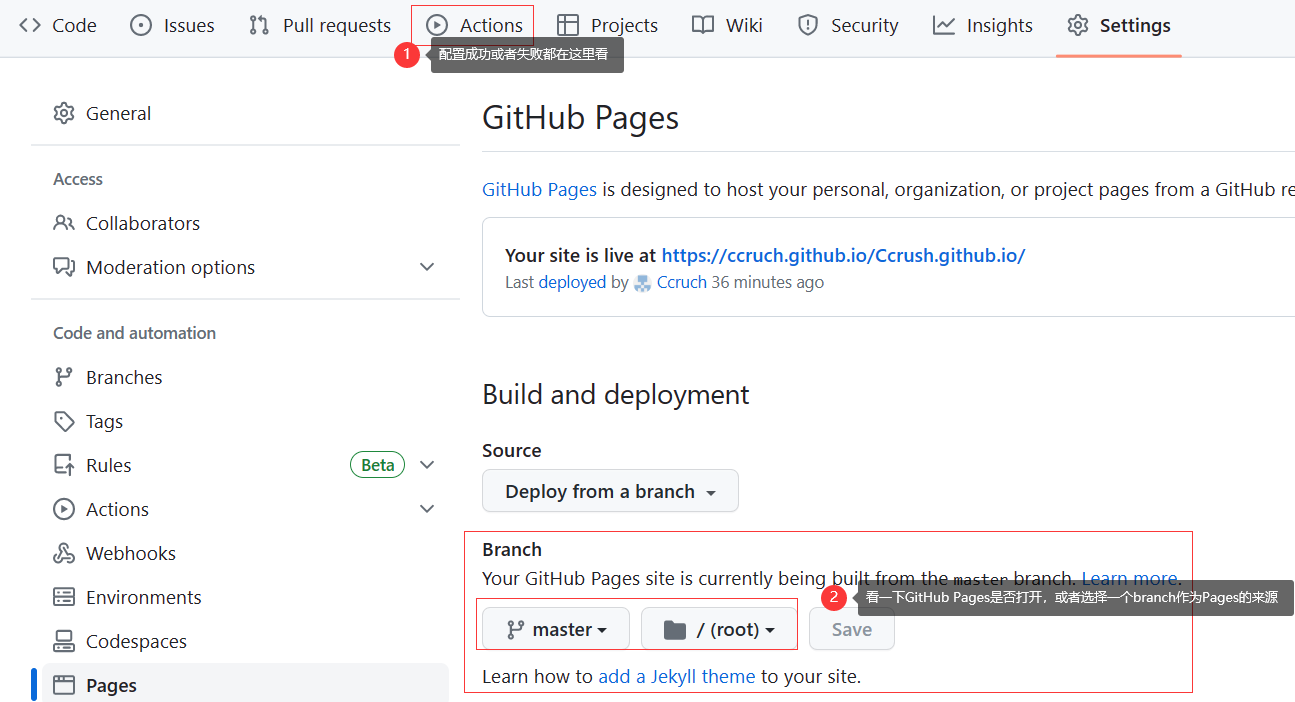 Code Issues Pull requests Actions Projects Wiki Security Insights Settings
1 配置成功或者失败都在这里看
General
Access
Collaborators
Moderation options
Code and automation
Branches
Tags
Rules Beta
Actions
Webhooks
Environments
Codespaces
Pages
GitHub Pages
GitHub Pages is designed to host your personal, organization, or project pages from a GitHub re
Your site is live at https://ccruch.github.io/Ccrush.github.io/
Last deployed by Ccruch 36 minutes ago
Build and deployment
Source
Deploy from a branch
Branch
Your GitHub Pages site is currently being built from the master branch. Learn more.
2 看一下GitHub Pages是否打开，或者选择一个branch作为Pages的来源
master / (root) Save
Learn how to add a Jekyll theme to your site.